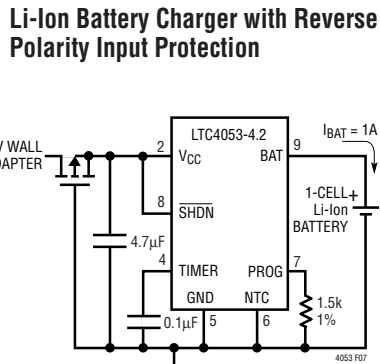 Li-Ion Battery Charger with Reverse
Polarity Input Protection
V WALL
LTC4053-4.2
IBAT = 1A
2
VCC
BAT
9
8
SHDN
1-CELL
+
Li-Ion
BATTERY
4.7µF
4
TIMER
PROG
7
GND
NTC
1.5k
1%
0.1µF
5
6
4053 F07